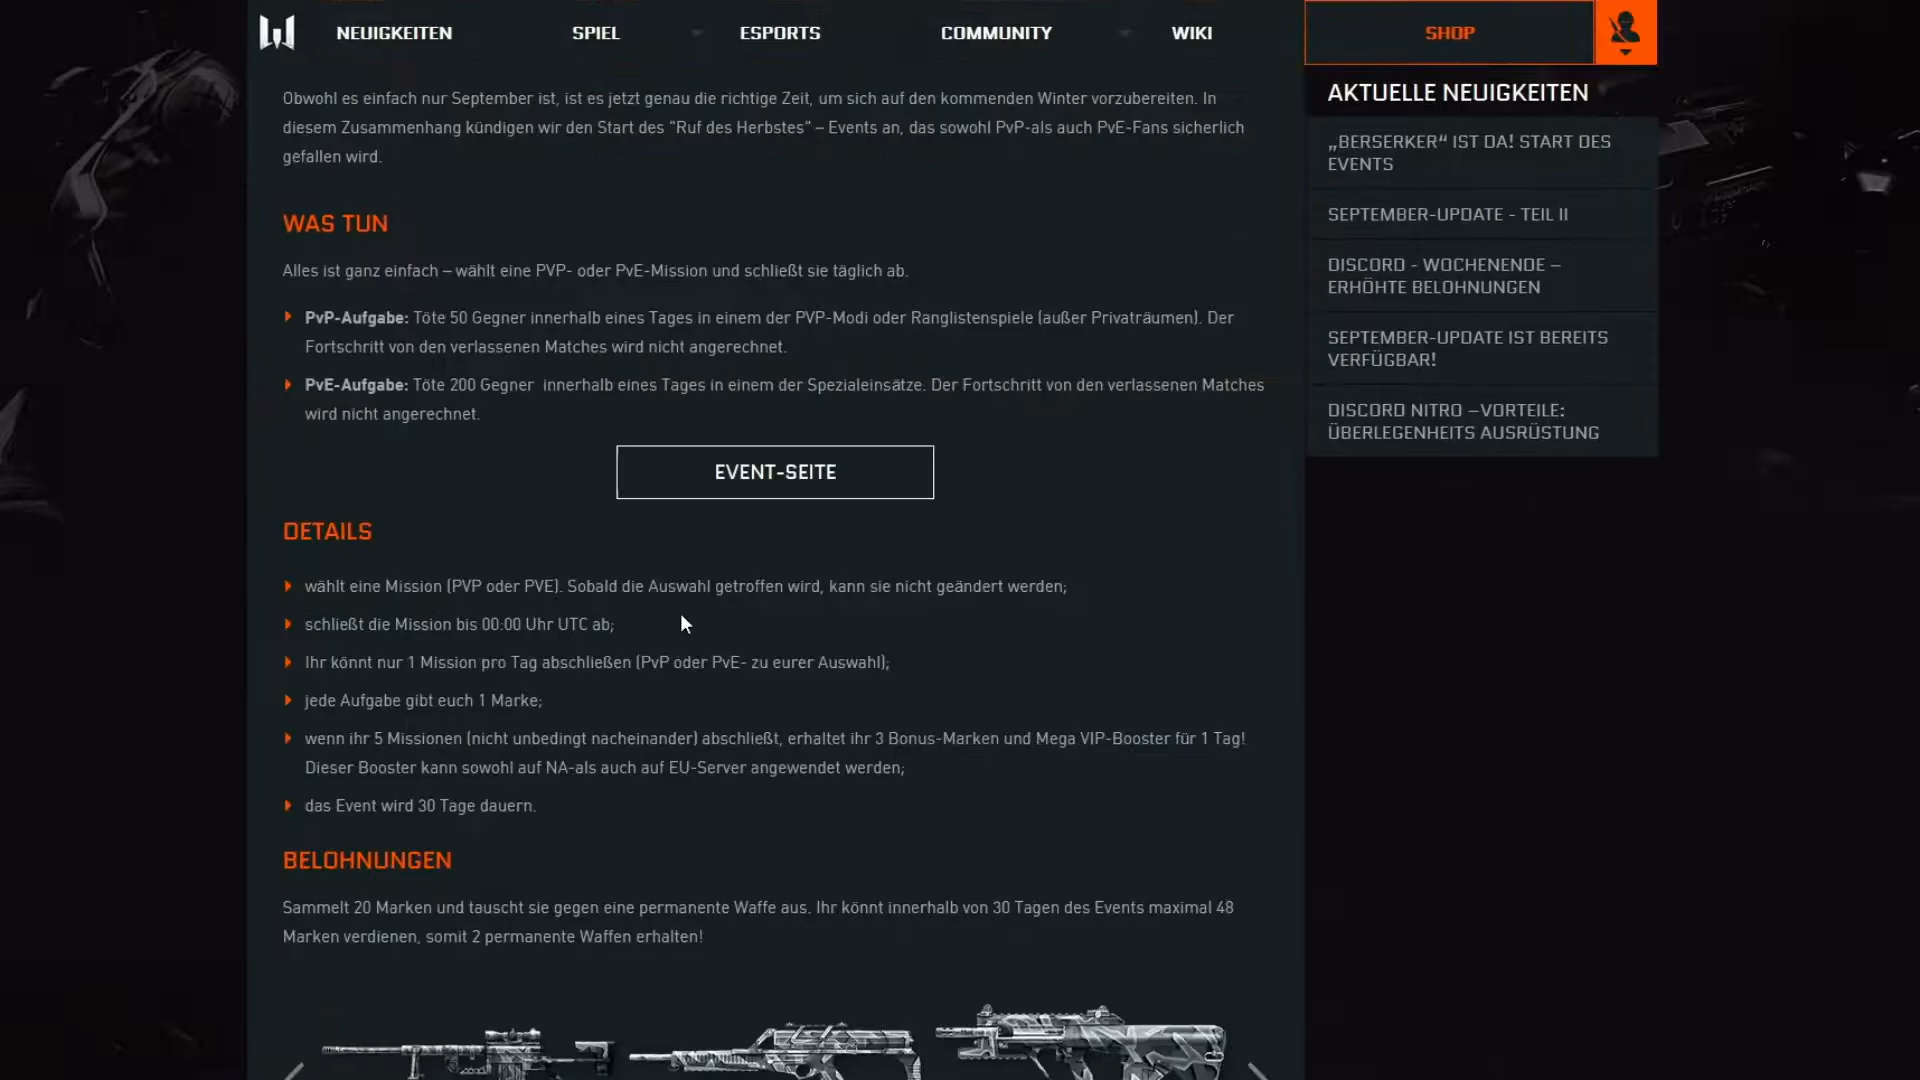 NEUIGKEITEN SPIEL ESPORTS COMMUNITY WIKI SHOP
Obwohl es einfach nur September ist, ist es jetzt genau die richtige Zeit, um sich auf den kommenden Winter vorzubereiten. In
diesem Zusammenhang kündigen wir den Start des "Ruf des Herbstes" – Events an, das sowohl PvP-als auch PvE-Fans sicherlich
gefallen wird.
WAS TUN
Alles ist ganz einfach – wählt eine PVP- oder PvE-Mission und schließt sie täglich ab.
PvP-Aufgabe: Töte 50 Gegner innerhalb eines Tages in einem der PVP-Modi oder Ranglistenspiele (außer Privaträumen). Der
Fortschritt von den verlassenen Matches wird nicht angerechnet.
PvE-Aufgabe: Töte 200 Gegner innerhalb eines Tages in einem der Spezialeinsätze. Der Fortschritt von den verlassenen Matches
wird nicht angerechnet.
EVENT-SEITE
DETAILS
wählt eine Mission (PVP oder PVE). Sobald die Auswahl getroffen wird, kann sie nicht geändert werden;
schließt die Mission bis 00:00 Uhr UTC ab;
Ihr könnt nur 1 Mission pro Tag abschließen (PvP oder PvE- zu eurer Auswahl);
jede Aufgabe gibt euch 1 Marke;
wenn ihr 5 Missionen (nicht unbedingt nacheinander) abschließt, erhaltet ihr 3 Bonus-Marken und Mega VIP-Booster für 1 Tag!
Dieser Booster kann sowohl auf NA-als auch auf EU-Server angewendet werden;
das Event wird 30 Tage dauern.
BELOHNUNGEN
Sammelt 20 Marken und tauscht sie gegen eine permanente Waffe aus. Ihr könnt innerhalb von 30 Tagen des Events maximal 48
Marken verdienen, somit 2 permanente Waffen erhalten!
AKTUELLE NEUIGKEITEN
„BERSERKER“ IST DA! START DES
EVENTS
SEPTEMBER-UPDATE - TEIL II
DISCORD - WOCHENENDE –
ERHÖHTE BELOHNUNGEN
SEPTEMBER-UPDATE IST BEREITS
VERFÜGBAR!
DISCORD NITRO –VORTEILE:
ÜBERLEGENHEITS AUSRÜSTUNG